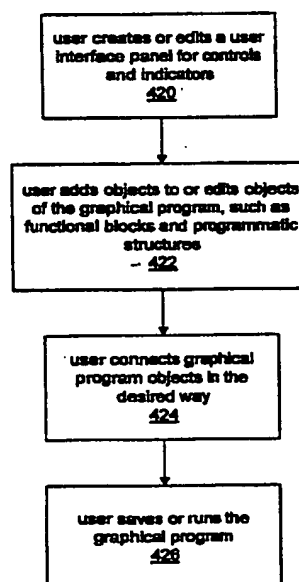 user creates or edits a user
interface panel for controls
and indicators
420
user adds objects to or edits objects
of the graphical program, such as
functional blocks and programmatic
structures
422
user connects graphical
program objects in the
desired way
424
user saves or runs the
graphical program
426